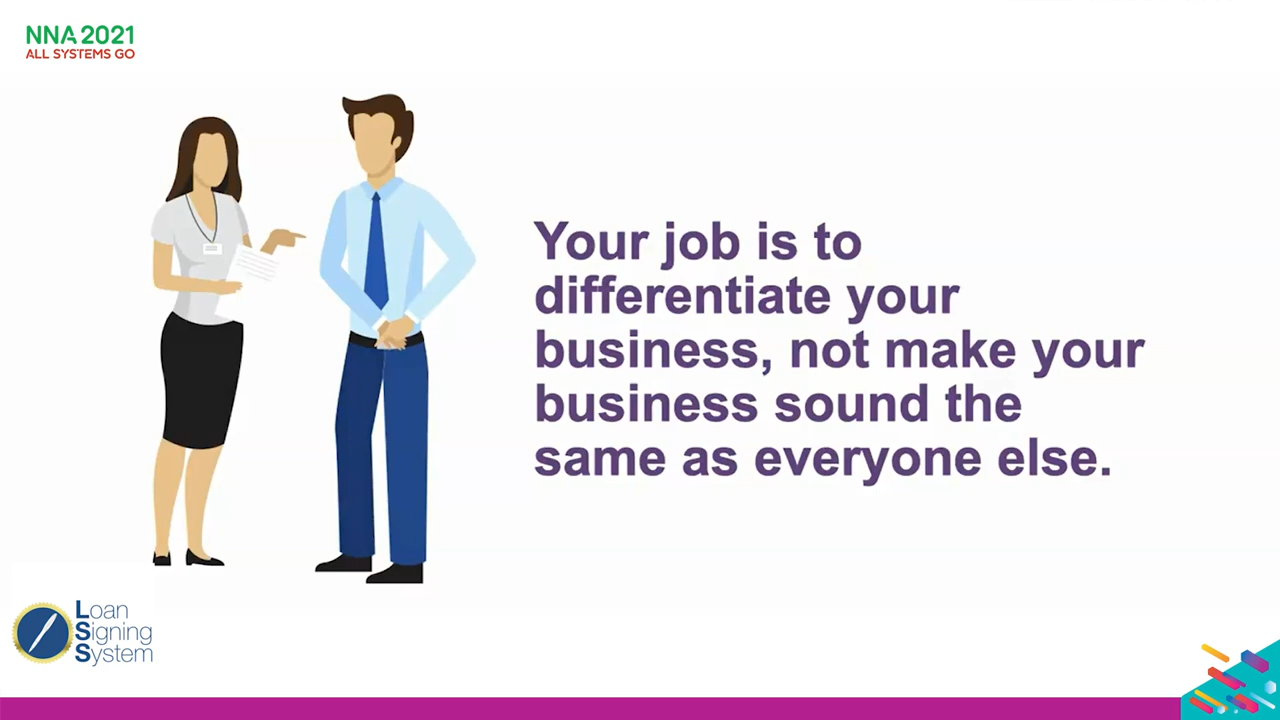 NNA 2021
ALL SYSTEMS GO
Your job is to
differentiate your
business, not make your
business sound the
same as everyone else.
Loan
Signing
System